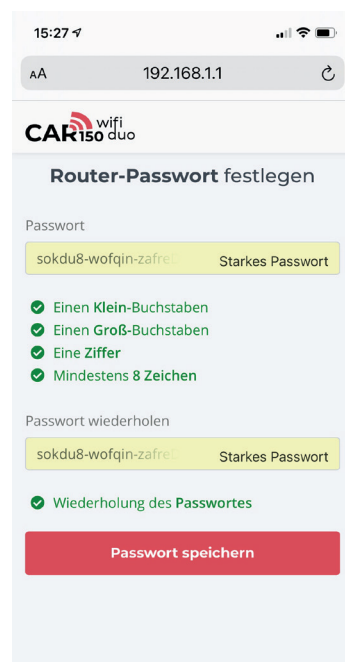 15:27
AA 192.168.1.1
wifi
CAR150 duo
Router-Passwort festlegen
Passwort
sokdu8-wofqin-zafre Starkes Passwort
Einen Klein-Buchstaben
Einen Groß-Buchstaben
Eine Ziffer
Mindestens 8 Zeichen
Passwort wiederholen
sokdu8-wofqin-zafre Starkes Passwort
Wiederholung des Passwortes
Passwort speichern